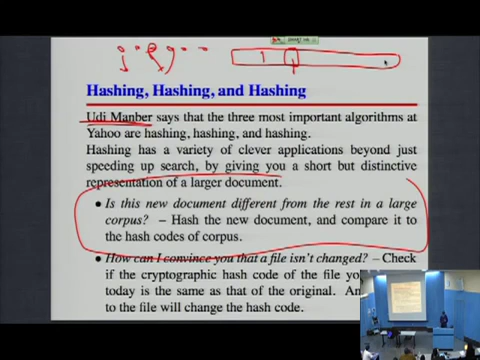 Hashing, Hashing, and Hashing
Udi Manber says that the three most important algorithms at
Yahoo are hashing, hashing, and hashing.
Hashing has a variety of clever applications beyond just
speeding up search, by giving you a short but distinctive
representation of a larger document.
• Is this new document different from the rest in a large
corpus? – Hash the new document, and compare it to
the hash codes of corpus.
• How can I convince you that a file isn't changed? – Check
if the cryptographic hash code of the file
today is the same as that of the original.
to the file will change the hash code.